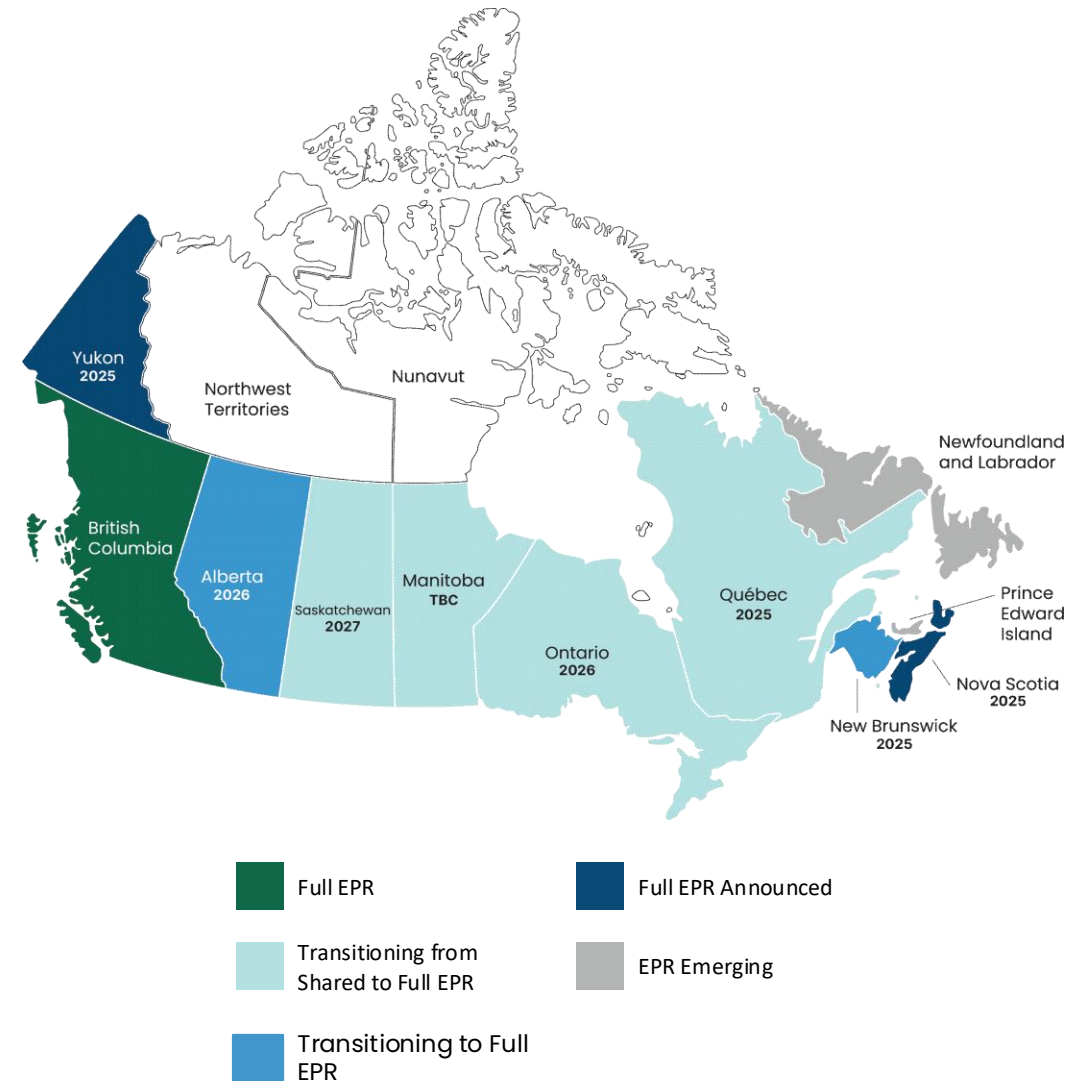 Yukon
2025
Northwest
Territories
Nunavut
Newfoundland
and Labrador
British
Columbia
Alberta
2026
Saskatchewan
2027
Manitoba
TBC
Ontario
2026
Québec
2025
Prince
Edward
Island
Nova Scotia
2025
New Brunswick
2025
Full EPR
Full EPR Announced
Transitioning from
Shared to Full EPR
EPR Emerging
Transitioning to Full
EPR